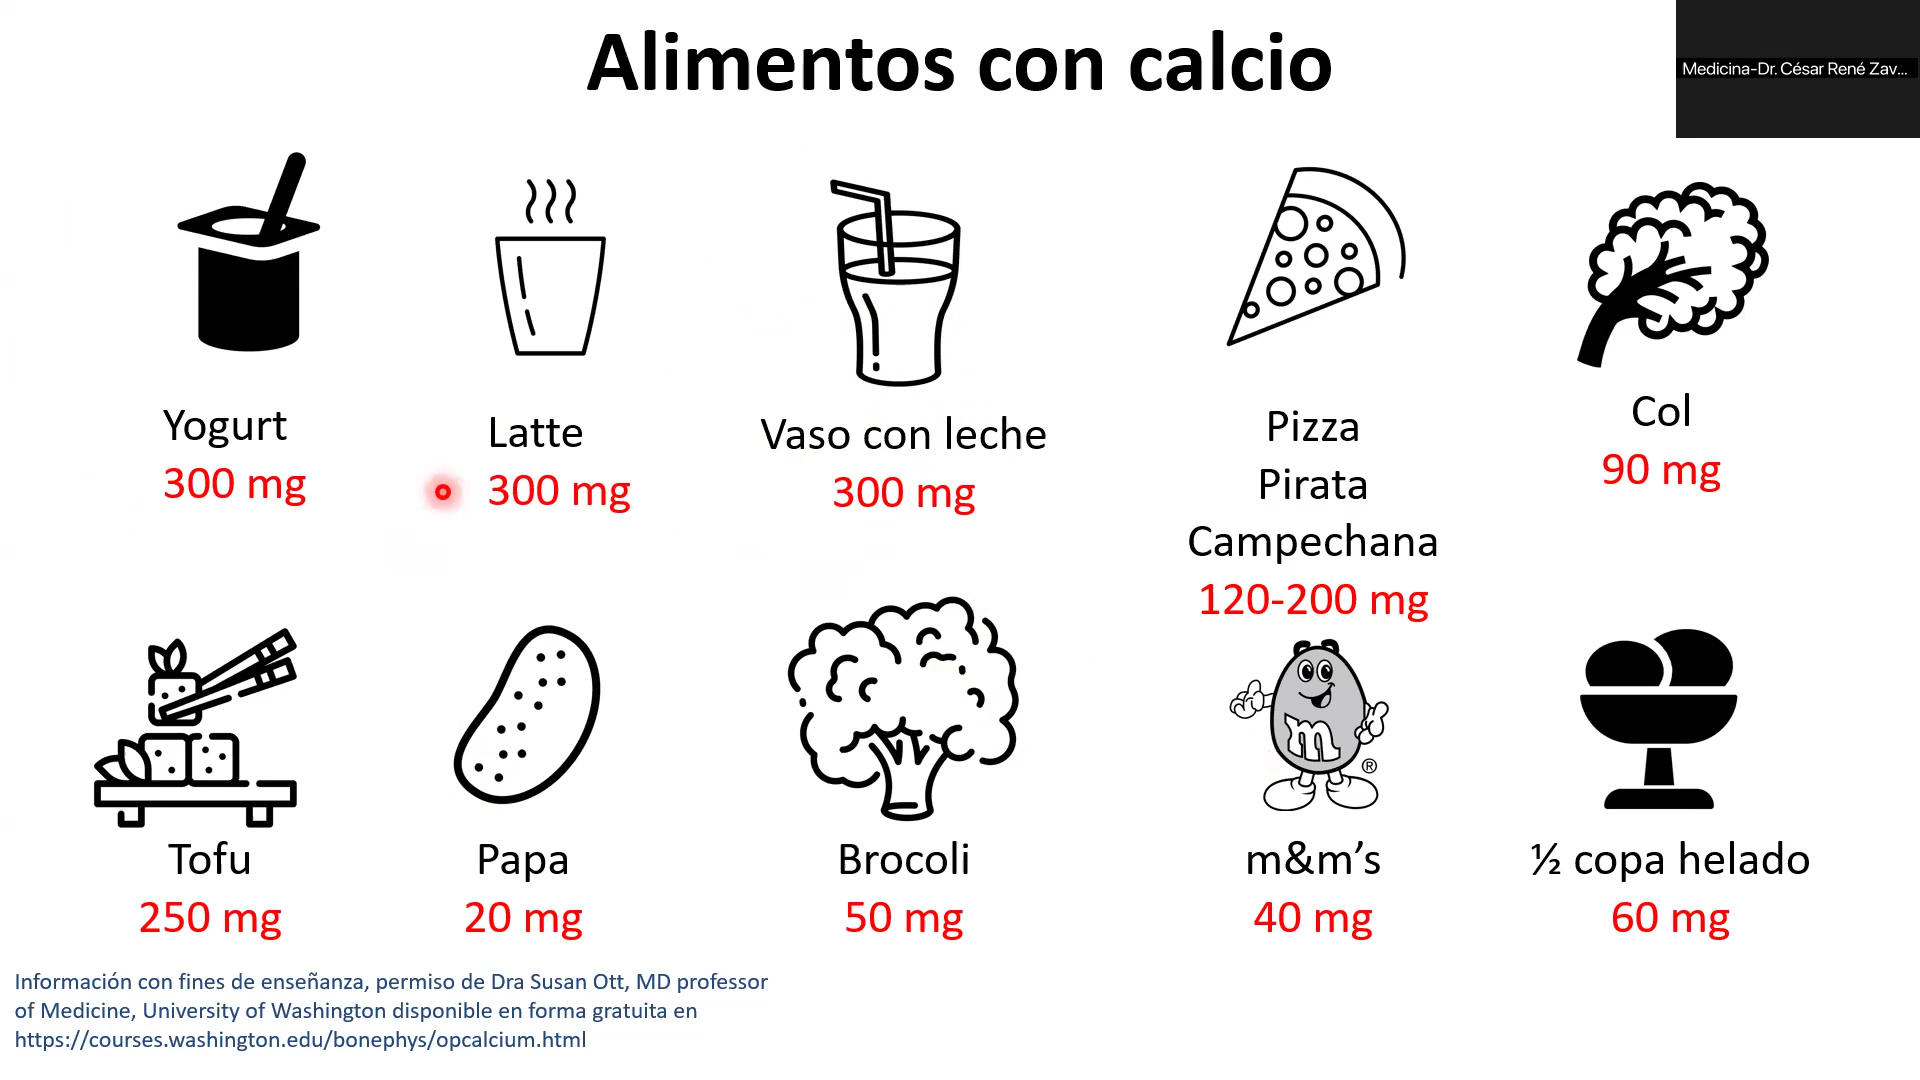 Alimentos con calcio
Medicina-Dr. César René Zav...
Yogurt
300 mg
Latte
300 mg
Vaso con leche
300 mg
Pizza
Pirata
Campechana
120-200 mg
Col
90 mg
Tofu
250 mg
Papa
20 mg
Brocoli
50 mg
m
®
m&m’s
40 mg
½ copa helado
60 mg
Información con fines de enseñanza, permiso de Dra Susan Ott, MD professor
of Medicine, University of Washington disponible en forma gratuita en
https://courses.washington.edu/bonephys/opcalcium.html